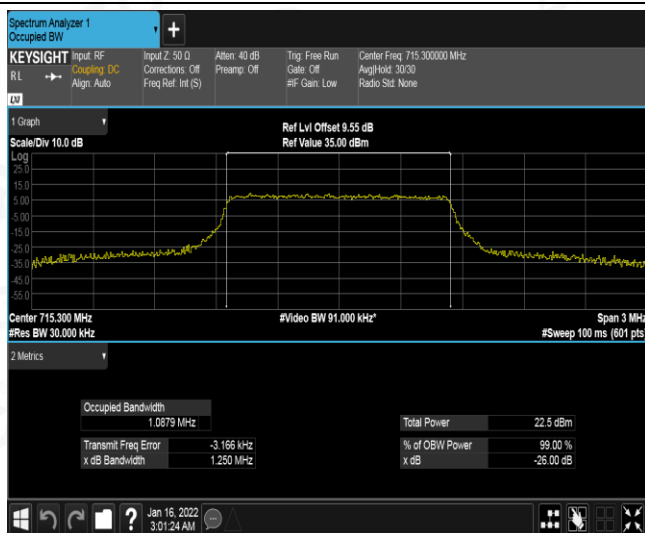 Spectrum Analyzer 1
Occupied BW
+
KEYSIGHT
RL
LXI
Input: RF
Coupling: DC
Align: Auto
Input Z: 50 Ω
Corrections: Off
Freq Ref: Int (S)
Atten: 40 dB
Preamp: Off
Trig: Free Run
Gate: Off
#IF Gain: Low
Center Freq: 715.300000 MHz
Avg|Hold: 30/30
Radio Std: None
1 Graph
Scale/Div 10.0 dB
Ref Lvl Offset 9.55 dB
Ref Value 35.00 dBm
Log
25.0
15.0
5.00
-5.00
-15.0
-25.0
-35.0
-45.0
-55.0
Center 715.300 MHz
#Res BW 30.000 kHz
#Video BW 91.000 kHz*
Span 3 MHz
#Sweep 100 ms (601 pts)
2 Metrics
Occupied Bandwidth
1.0879 MHz
Transmit Freq Error -3.166 kHz
x dB Bandwidth 1.250 MHz
Total Power 22.5 dBm
% of OBW Power 99.00 %
x dB -26.00 dB
?
Jan 16, 2022
3:01:24 AM